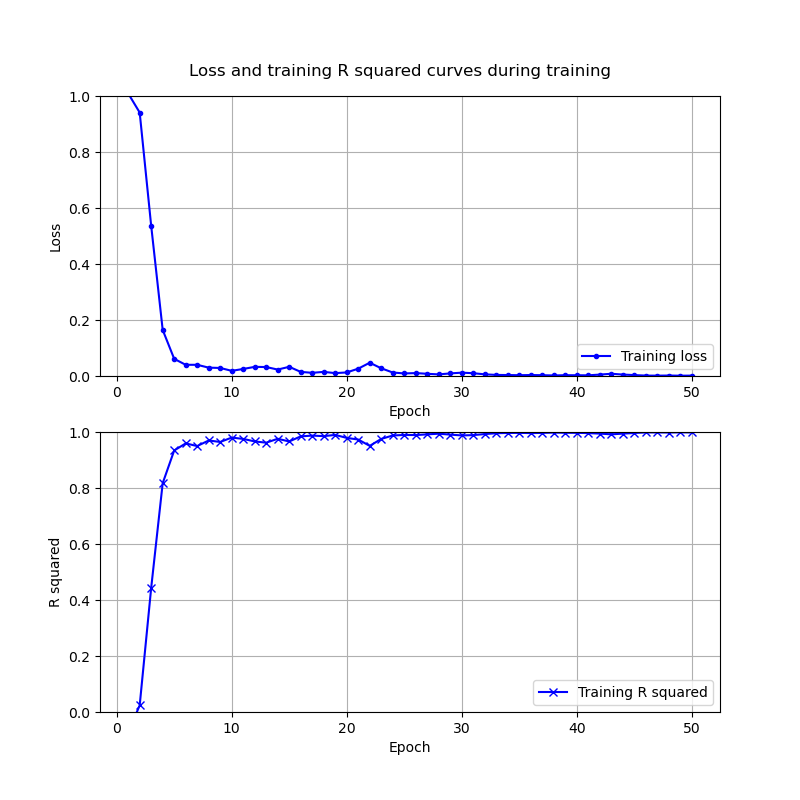 Loss and training R squared curves during training
1.0
0.8
0.6
0.4
0.2
0.0
Loss
Training loss
0 10 20 30 40 50
Epoch
1.0
0.8
0.6
0.4
0.2
0.0
R squared
Training R squared
0 10 20 30 40 50
Epoch